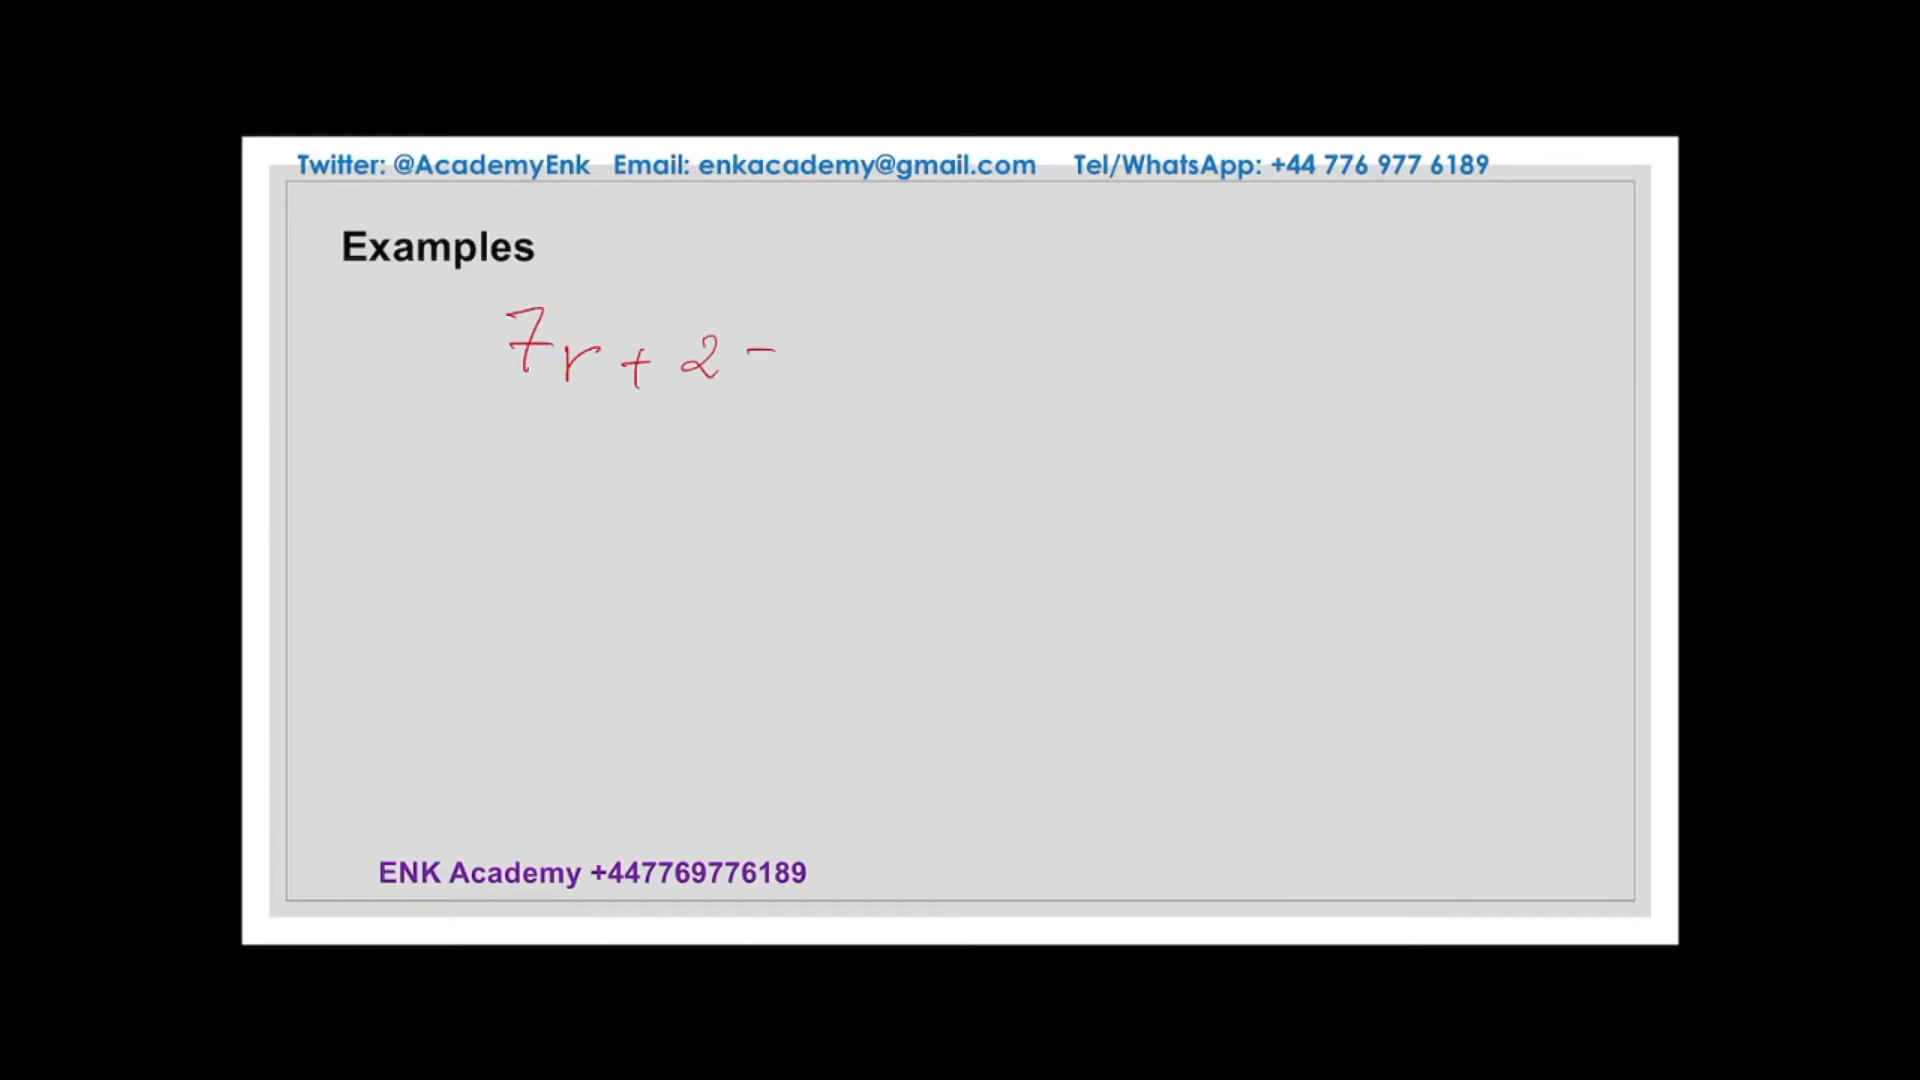 Twitter: @AcademyEnk Email: enkacademy@gmail.com Tel/WhatsApp: +44 776 977 6189
Examples
7r + 2 -
ENK Academy +447769776189